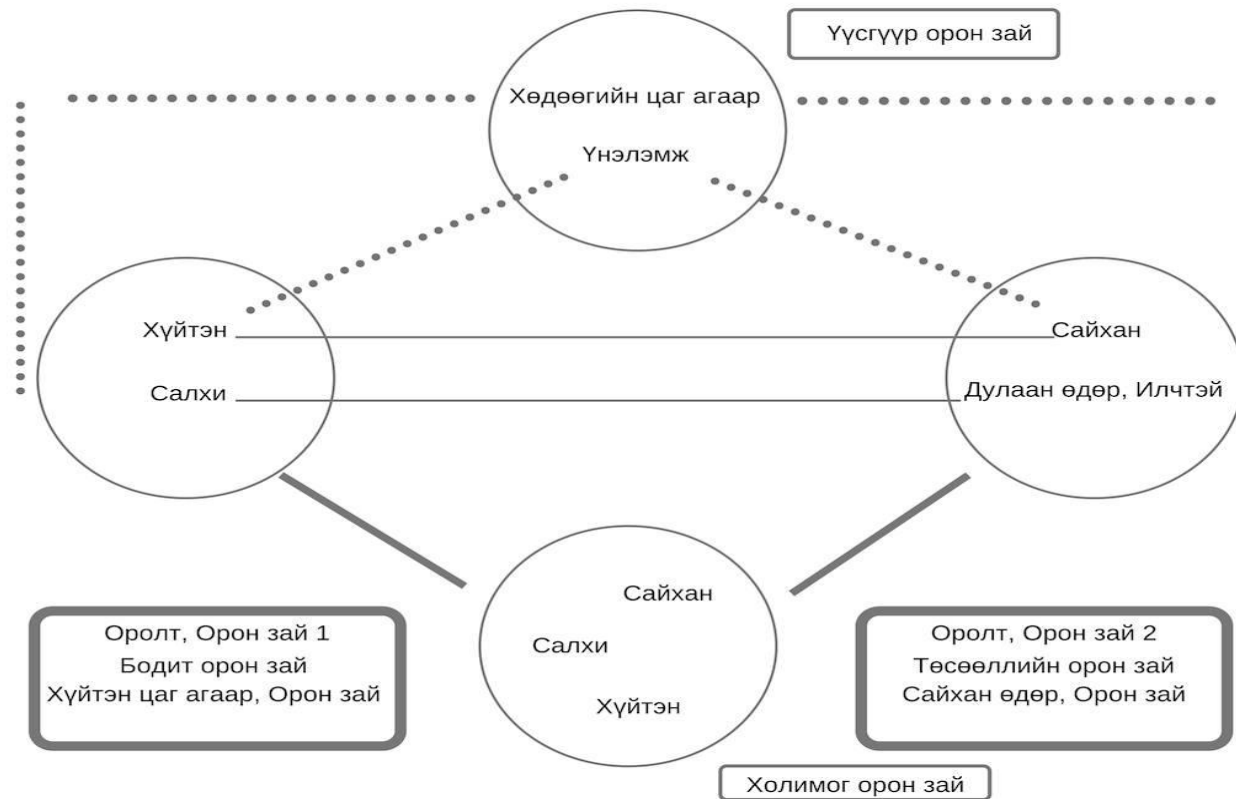 Үүсгүүр орон зай
Хөдөөгийн цаг агаар
Үнэлэмж
Хүйтэн
Салхи
Сайхан
Дулаан өдөр, Илчтэй
Сайхан
Салхи
Хүйтэн
Оролт, Орон зай 1
Бодит орон зай
Хүйтэн цаг агаар, Орон зай
Оролт, Орон зай 2
Төсөөллийн орон зай
Сайхан өдөр, Орон зай
Холимог орон зай